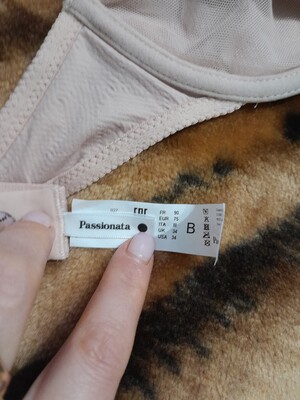 Passionata
FR 90
EUR 75
ITA
UK 34
USA 34
B